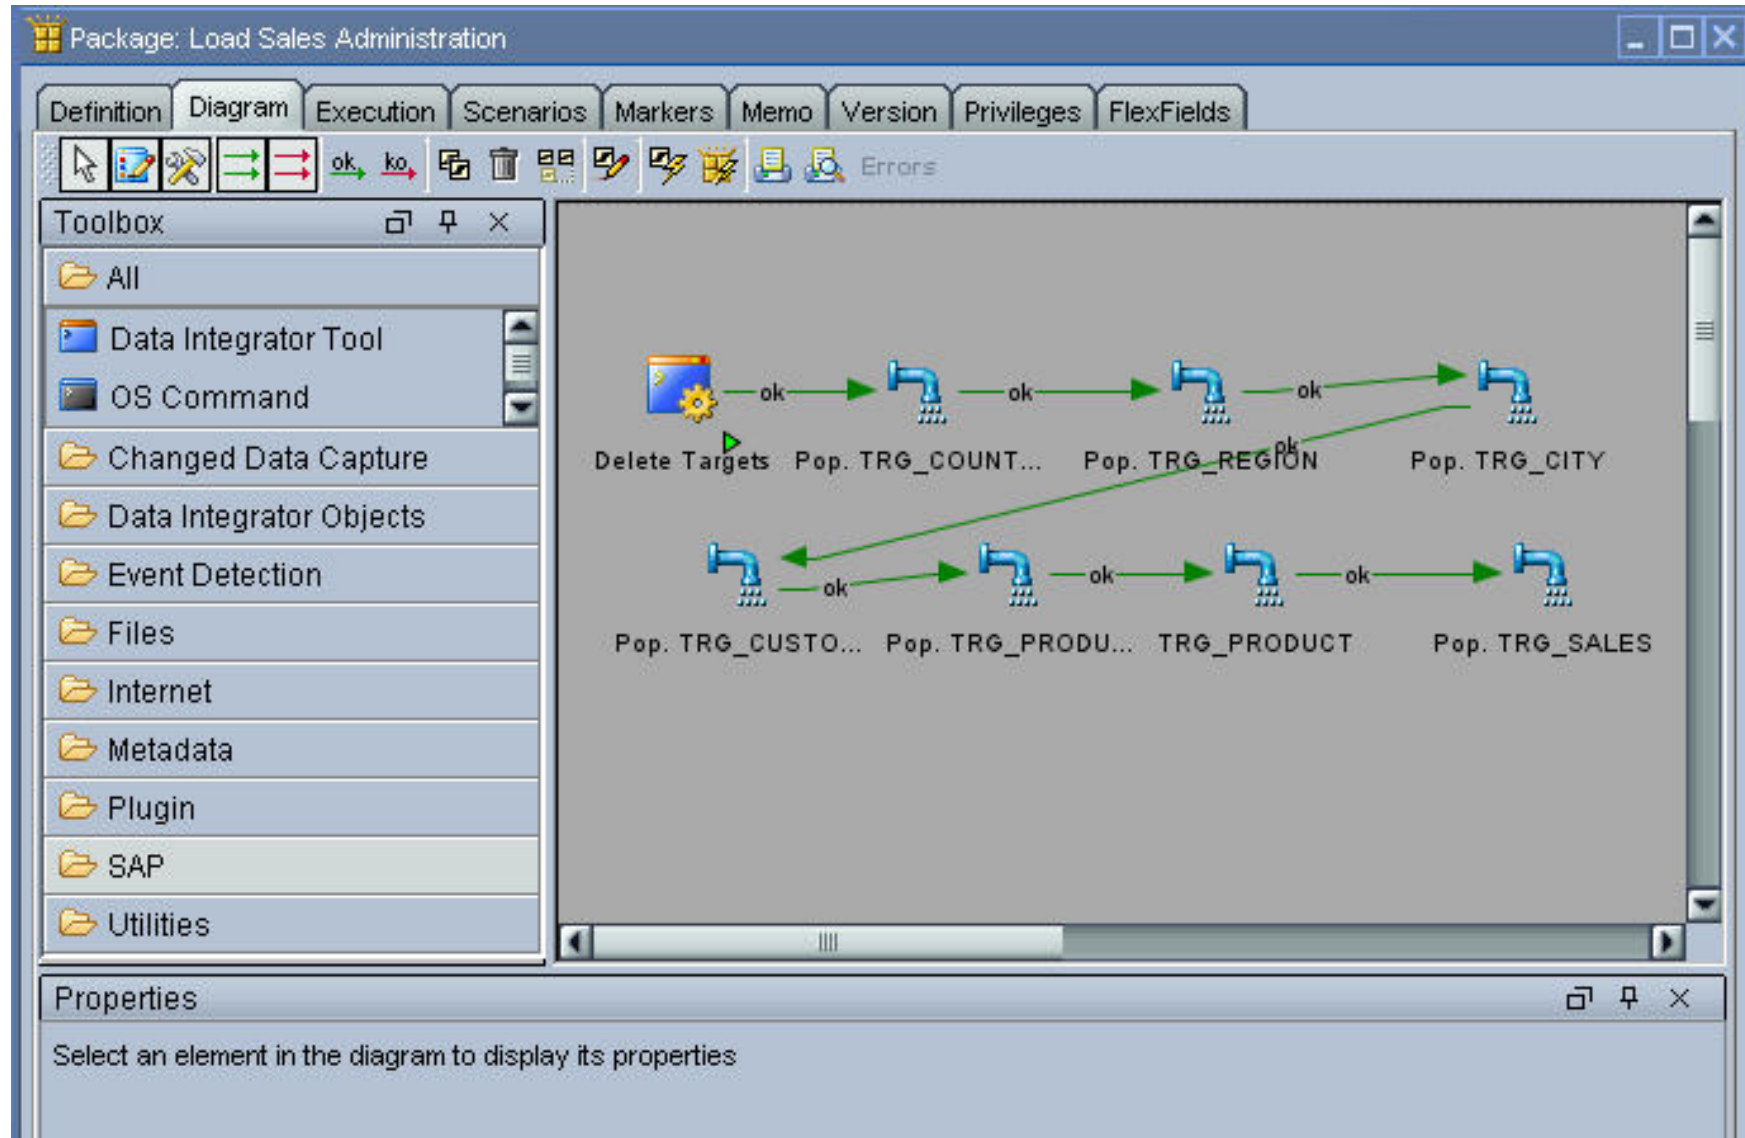 Package: Load Sales Administration
Definition Diagram Execution Scenarios Markers Memo Version Privileges FlexFields
ok ko Errors
Toolbox
All
Data Integrator Tool
OS Command
Changed Data Capture
Data Integrator Objects
Event Detection
Files
Internet
Metadata
Plugin
SAP
Utilities
ok ok ok
ok
Delete Targets Pop. TRG_COUNT... Pop. TRG_REGION Pop. TRG_CITY
ok ok ok
Pop. TRG_CUSTO... Pop. TRG_PRODU... TRG_PRODUCT Pop. TRG_SALES
Properties
Select an element in the diagram to display its properties